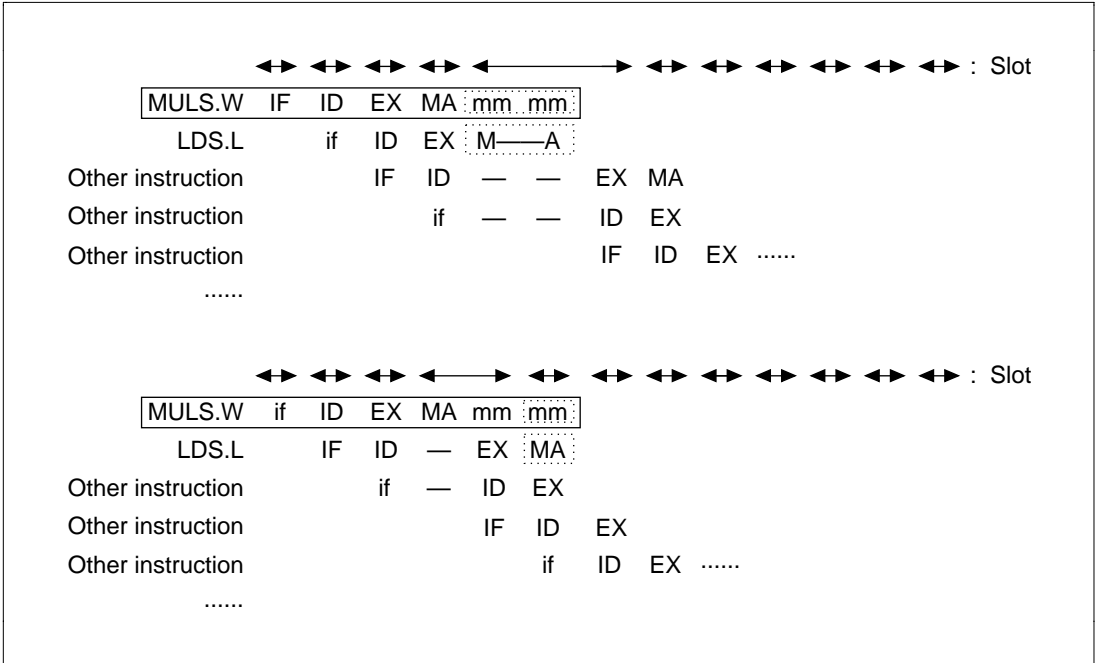 : Slot
MULS.W IF ID EX MA mm mm
LDS.L if ID EX M——A
Other instruction IF ID — — EX MA
Other instruction if — — ID EX
Other instruction IF ID EX ······
······
: Slot
MULS.W if ID EX MA mm mm
LDS.L IF ID — EX MA
Other instruction if — ID EX
Other instruction IF ID EX
Other instruction if ID EX ······
······